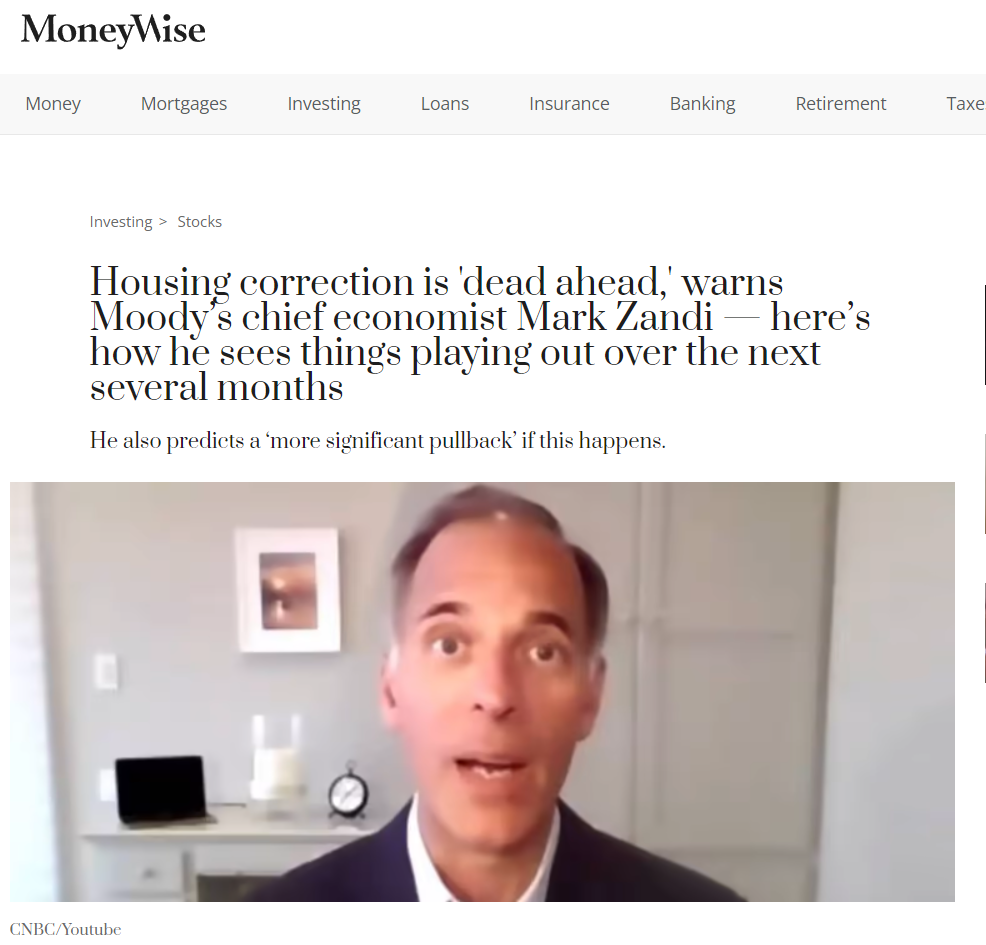 MoneyWise
Money Mortgages Investing Loans Insurance Banking Retirement Taxe
Investing > Stocks
Housing correction is 'dead ahead,' warns
Moody’s chief economist Mark Zandi — here’s
how he sees things playing out over the next
several months
He also predicts a ‘more significant pullback’ if this happens.
CNBC/Youtube